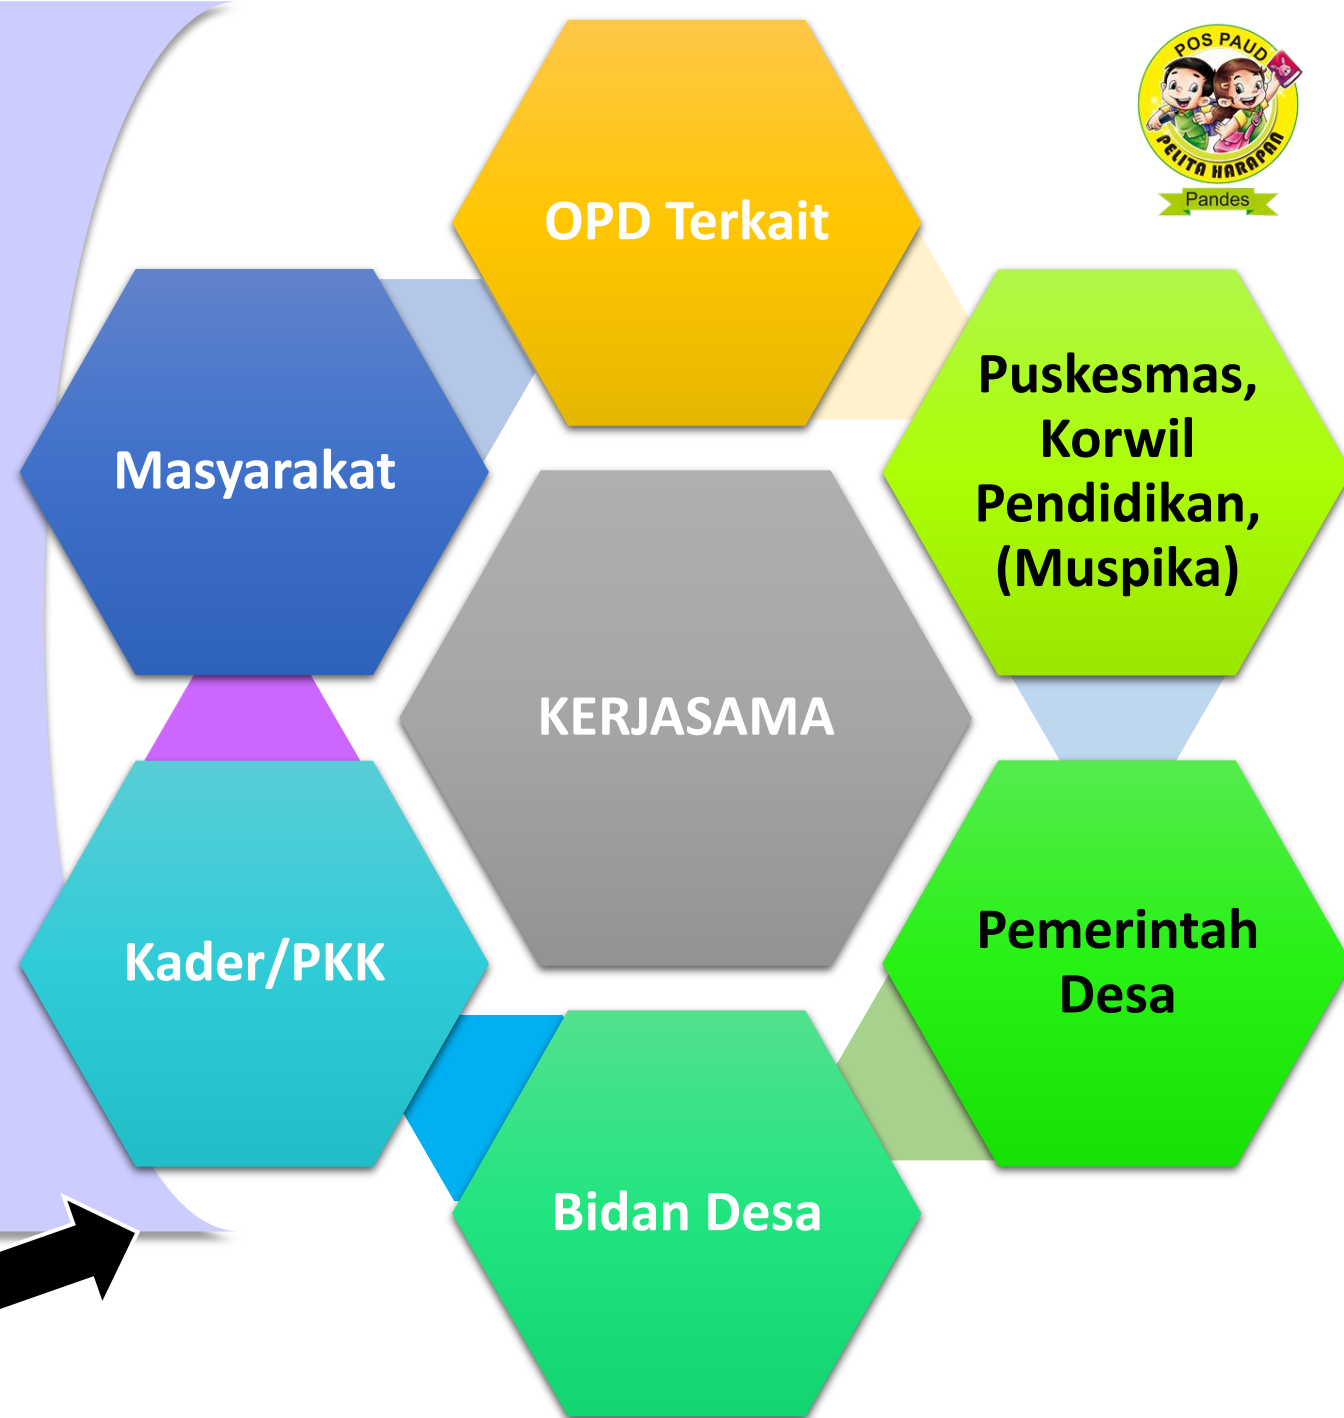 POS PAUD
PELITA HARAPAN
Pandes
OPD Terkait
Puskesmas,
Korwil
Pendidikan,
(Muspika)
Masyarakat
KERJASAMA
Pemerintah
Desa
Kader/PKK
Bidan Desa